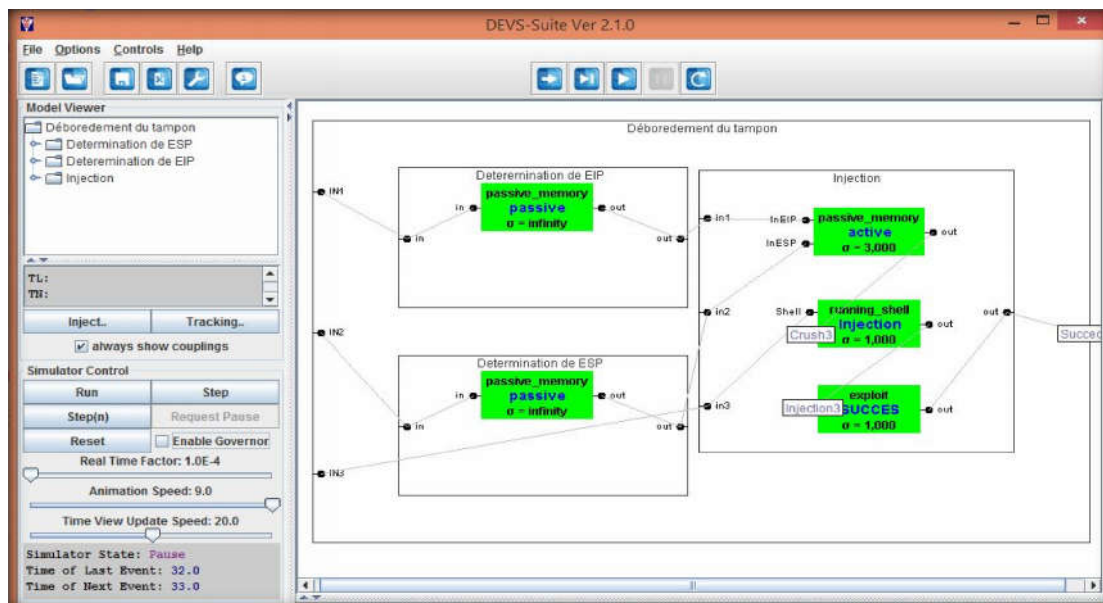 DEVS-Suite Ver 2.1.0
File Options Controls Help
Model Viewer
Déboredement du tampon
Determination de ESP
Deteremination de EIP
Injection
TL:
TN:
Inject..
Tracking..
always show couplings
Simulator Control
Run
Step
Step(n)
Request Pause
Reset
Enable Governor
Real Time Factor: 1.0E-4
Animation Speed: 9.0
Time View Update Speed: 20.0
Simulator State: Pause
Time of Last Event: 32.0
Time of Next Event: 33.0
Déboredement du tampon
IN1
IN2
IN3
Deteremination de EIP
passive_memory
in
passive
out
σ = infinity
in
out
Determination de ESP
passive_memory
in
passive
out
σ = infinity
in
out
Injection
in1
in2
in3
InEIP
passive_memory
active
out
InESP
σ = 3,000
Shell
running_shell
Injection
out
Crush3
σ = 1,000
out
exploit
Injection3
SUCCES
out
σ = 1,000
Succes